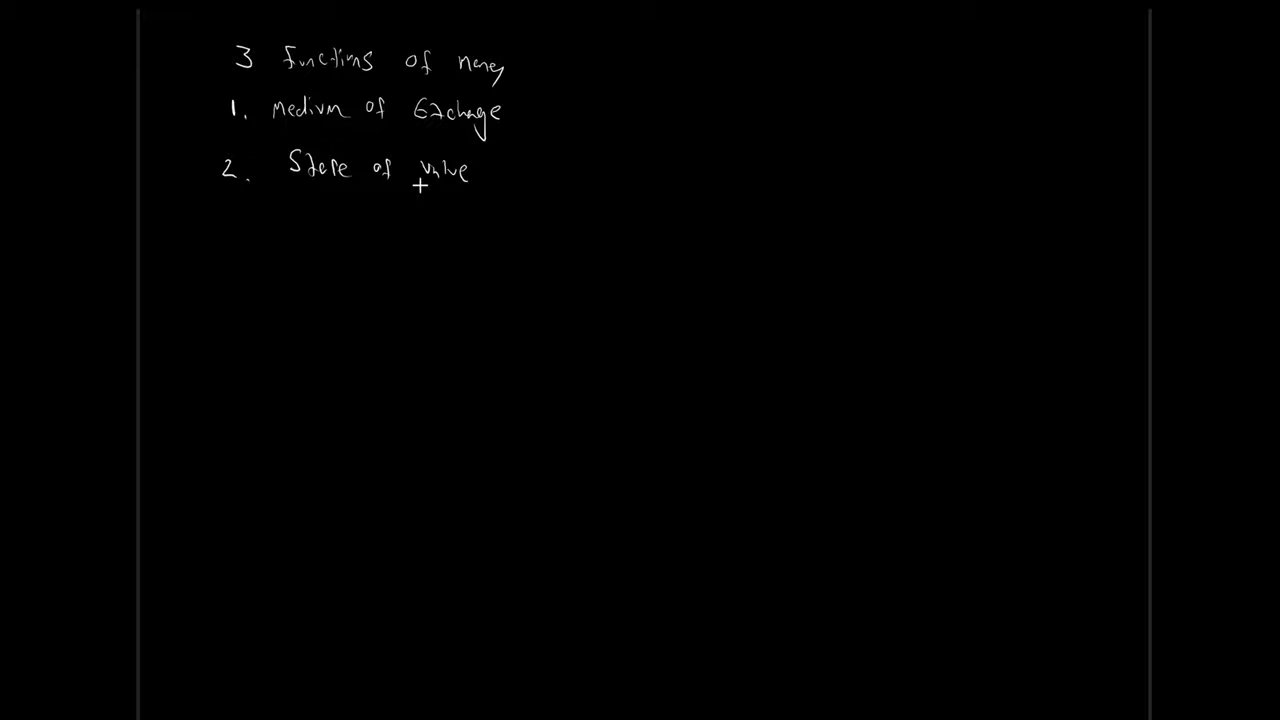 3 functions of money
1. Medium of Exchange
2. Store of value